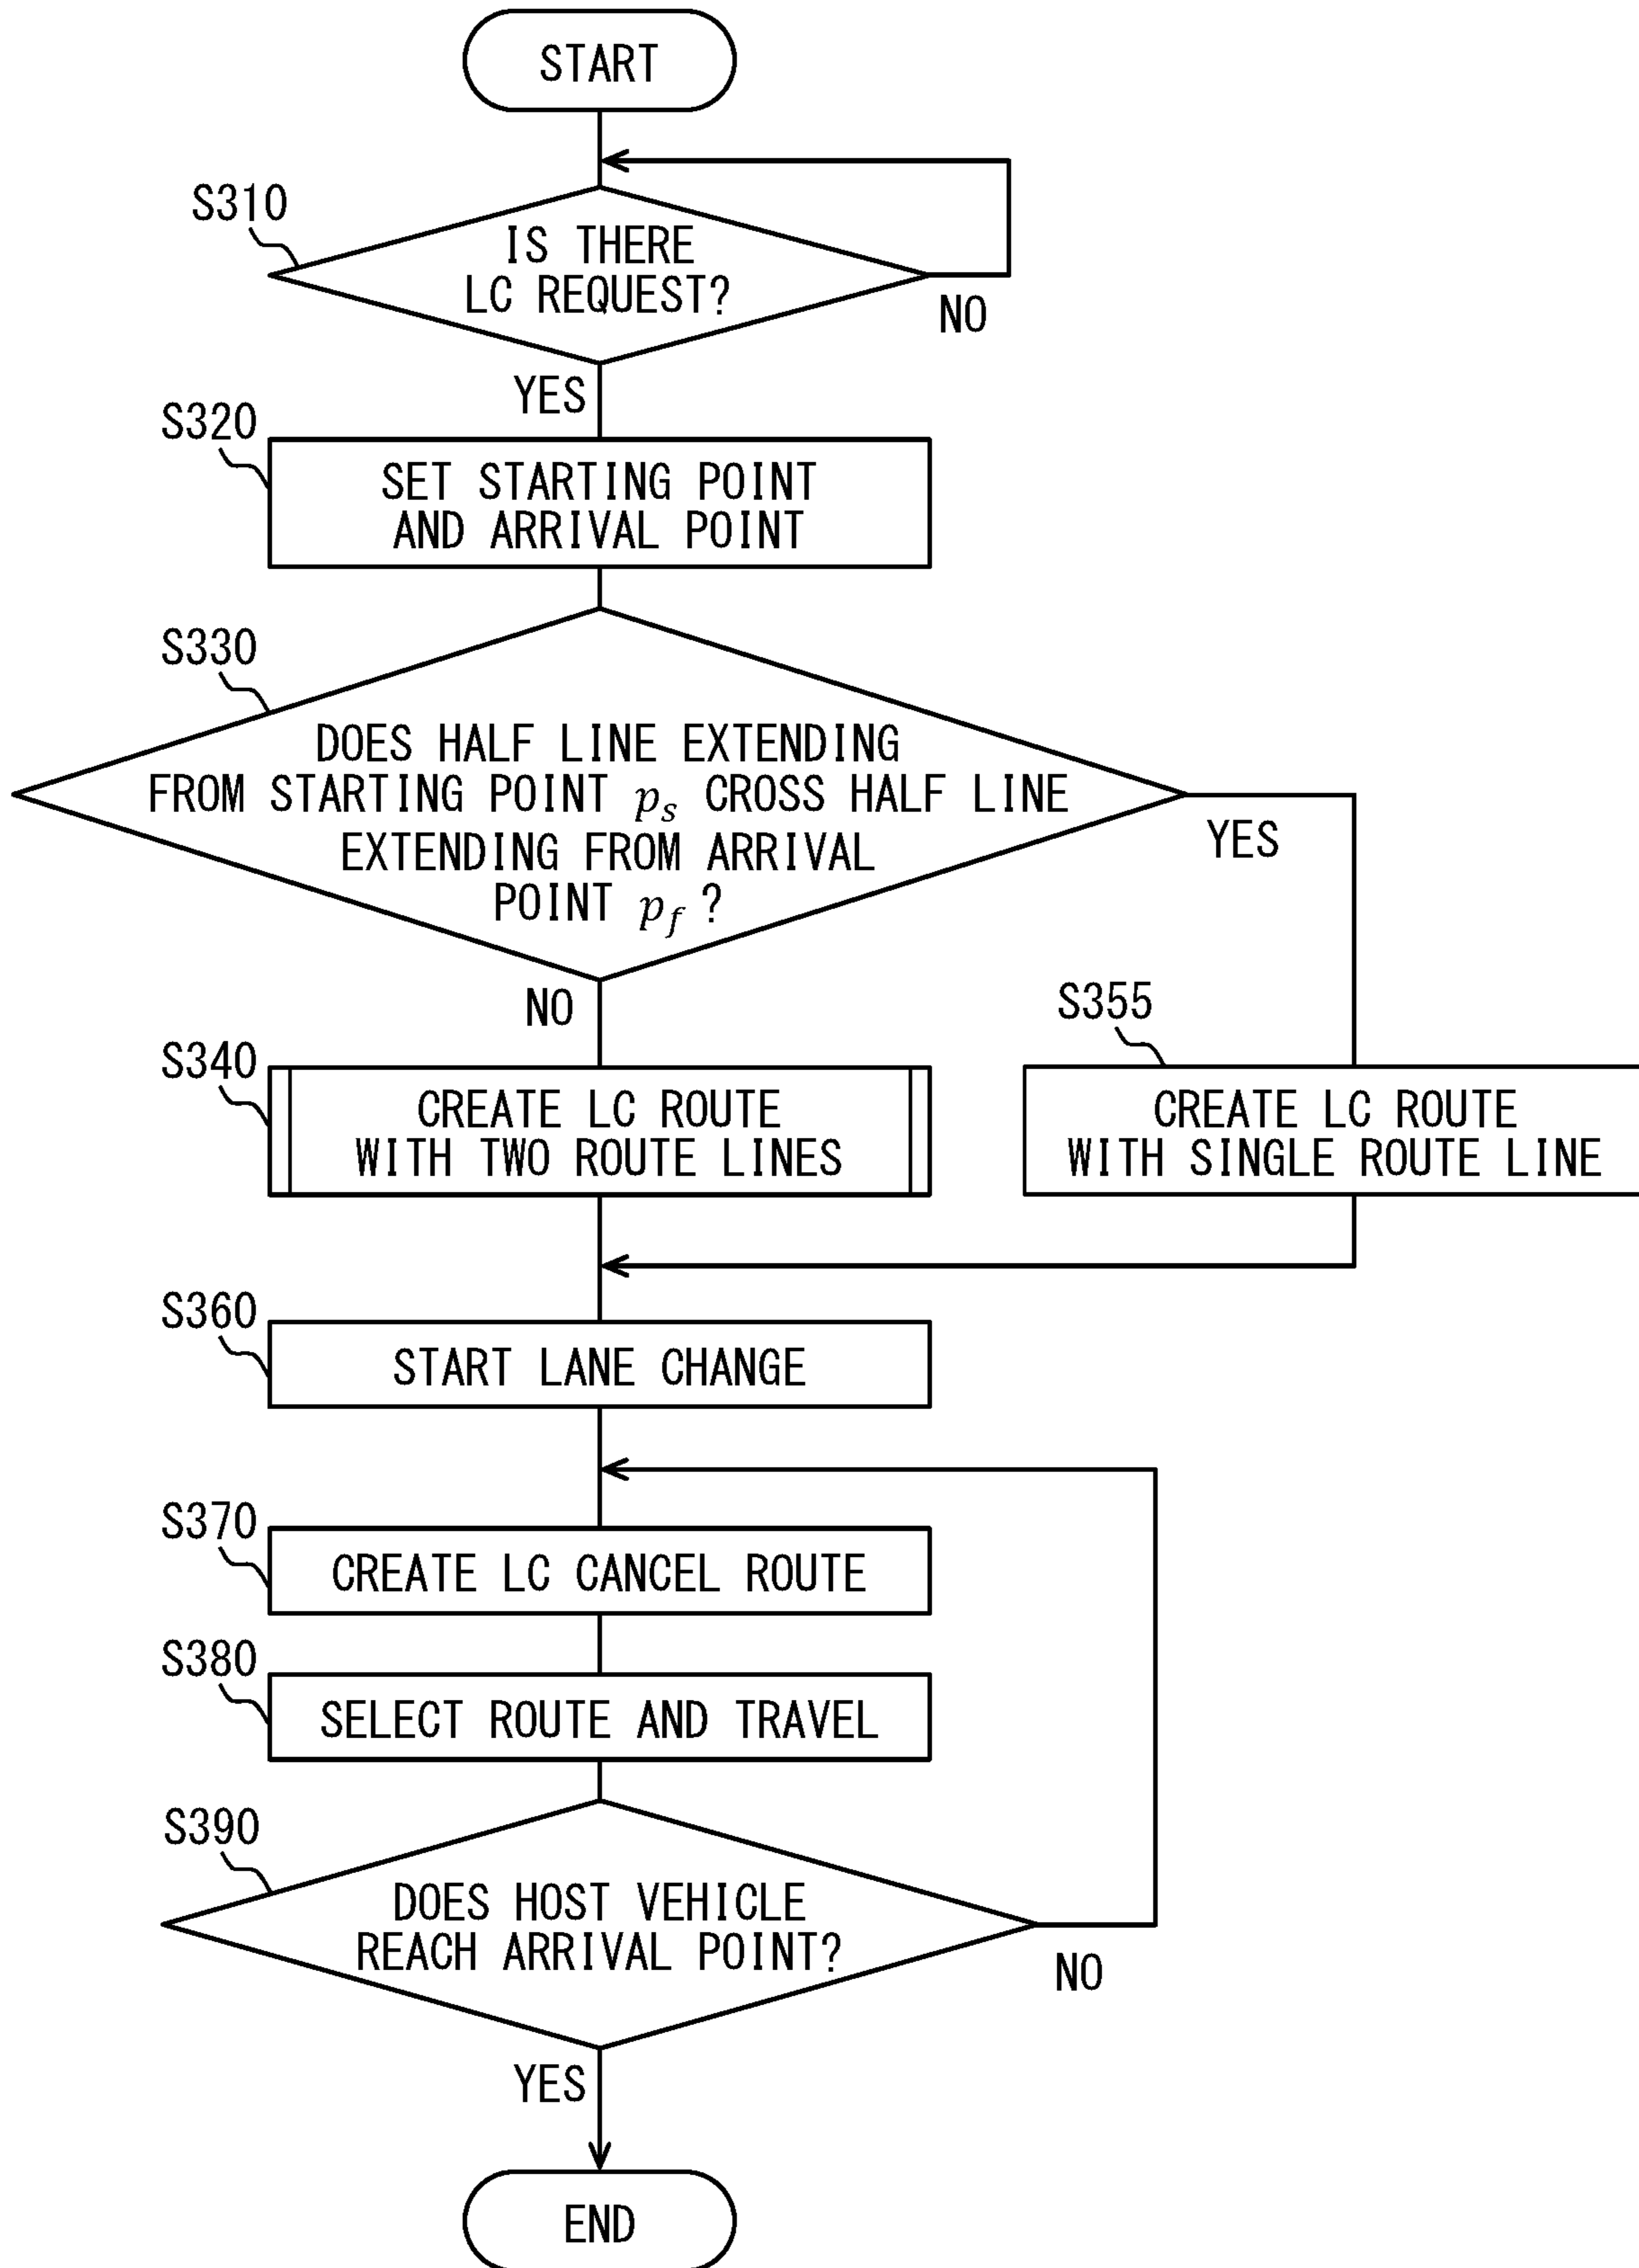 START
S310
IS THERE
LC REQUEST?
NO
YES
S320
SET STARTING POINT
AND ARRIVAL POINT
S330
DOES HALF LINE EXTENDING
FROM STARTING POINT pₛ CROSS HALF LINE
EXTENDING FROM ARRIVAL
POINT p_f ?
YES
NO
S340
CREATE LC ROUTE
WITH TWO ROUTE LINES
S355
CREATE LC ROUTE
WITH SINGLE ROUTE LINE
S360
START LANE CHANGE
S370
CREATE LC CANCEL ROUTE
S380
SELECT ROUTE AND TRAVEL
S390
DOES HOST VEHICLE
REACH ARRIVAL POINT?
NO
YES
END